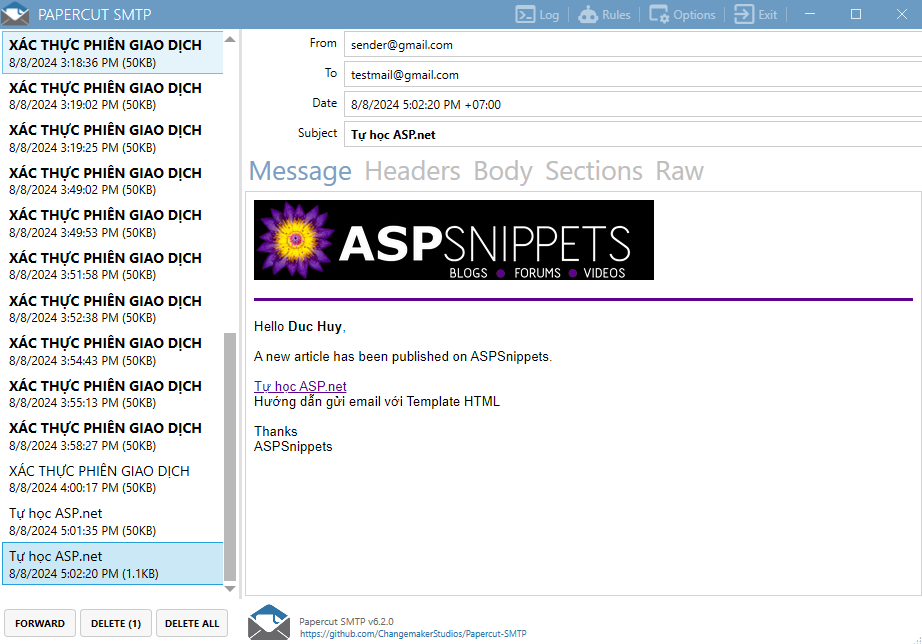 PAPERCUT SMTP
Log
Rules
Options
Exit
XÁC THỰC PHIÊN GIAO DỊCH
8/8/2024 3:18:36 PM (50KB)
XÁC THỰC PHIÊN GIAO DỊCH
8/8/2024 3:19:02 PM (50KB)
XÁC THỰC PHIÊN GIAO DỊCH
8/8/2024 3:19:25 PM (50KB)
XÁC THỰC PHIÊN GIAO DỊCH
8/8/2024 3:49:02 PM (50KB)
XÁC THỰC PHIÊN GIAO DỊCH
8/8/2024 3:49:53 PM (50KB)
XÁC THỰC PHIÊN GIAO DỊCH
8/8/2024 3:51:58 PM (50KB)
XÁC THỰC PHIÊN GIAO DỊCH
8/8/2024 3:52:38 PM (50KB)
XÁC THỰC PHIÊN GIAO DỊCH
8/8/2024 3:54:43 PM (50KB)
XÁC THỰC PHIÊN GIAO DỊCH
8/8/2024 3:55:13 PM (50KB)
XÁC THỰC PHIÊN GIAO DỊCH
8/8/2024 3:58:27 PM (50KB)
XÁC THỰC PHIÊN GIAO DỊCH
8/8/2024 4:00:17 PM (50KB)
Tự học ASP.net
8/8/2024 5:01:35 PM (50KB)
Tự học ASP.net
8/8/2024 5:02:20 PM (1.1KB)
FORWARD
DELETE (1)
DELETE ALL
From sender@gmail.com
To testmail@gmail.com
Date 8/8/2024 5:02:20 PM +07:00
Subject Tự học ASP.net
Message Headers Body Sections Raw
ASPSNIPPETS
BLOGS ● FORUMS ● VIDEOS
Hello Duc Huy,
A new article has been published on ASPSnippets.
Tự học ASP.net
Hướng dẫn gửi email với Template HTML
Thanks
ASPSnippets
Papercut SMTP v6.2.0
https://github.com/ChangemakerStudios/Papercut-SMTP